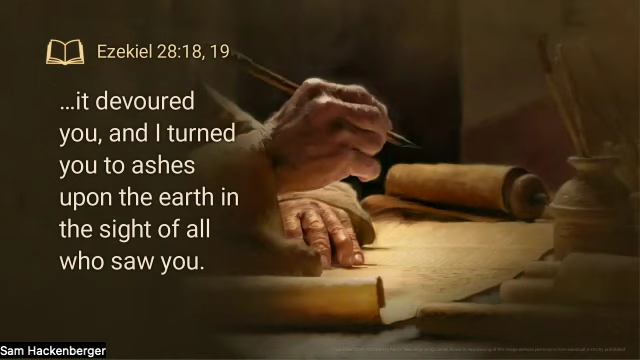 Ezekiel 28:18, 19
…it devoured
you, and I turned
you to ashes
upon the earth in
the sight of all
who saw you.
Sam Hackenberger